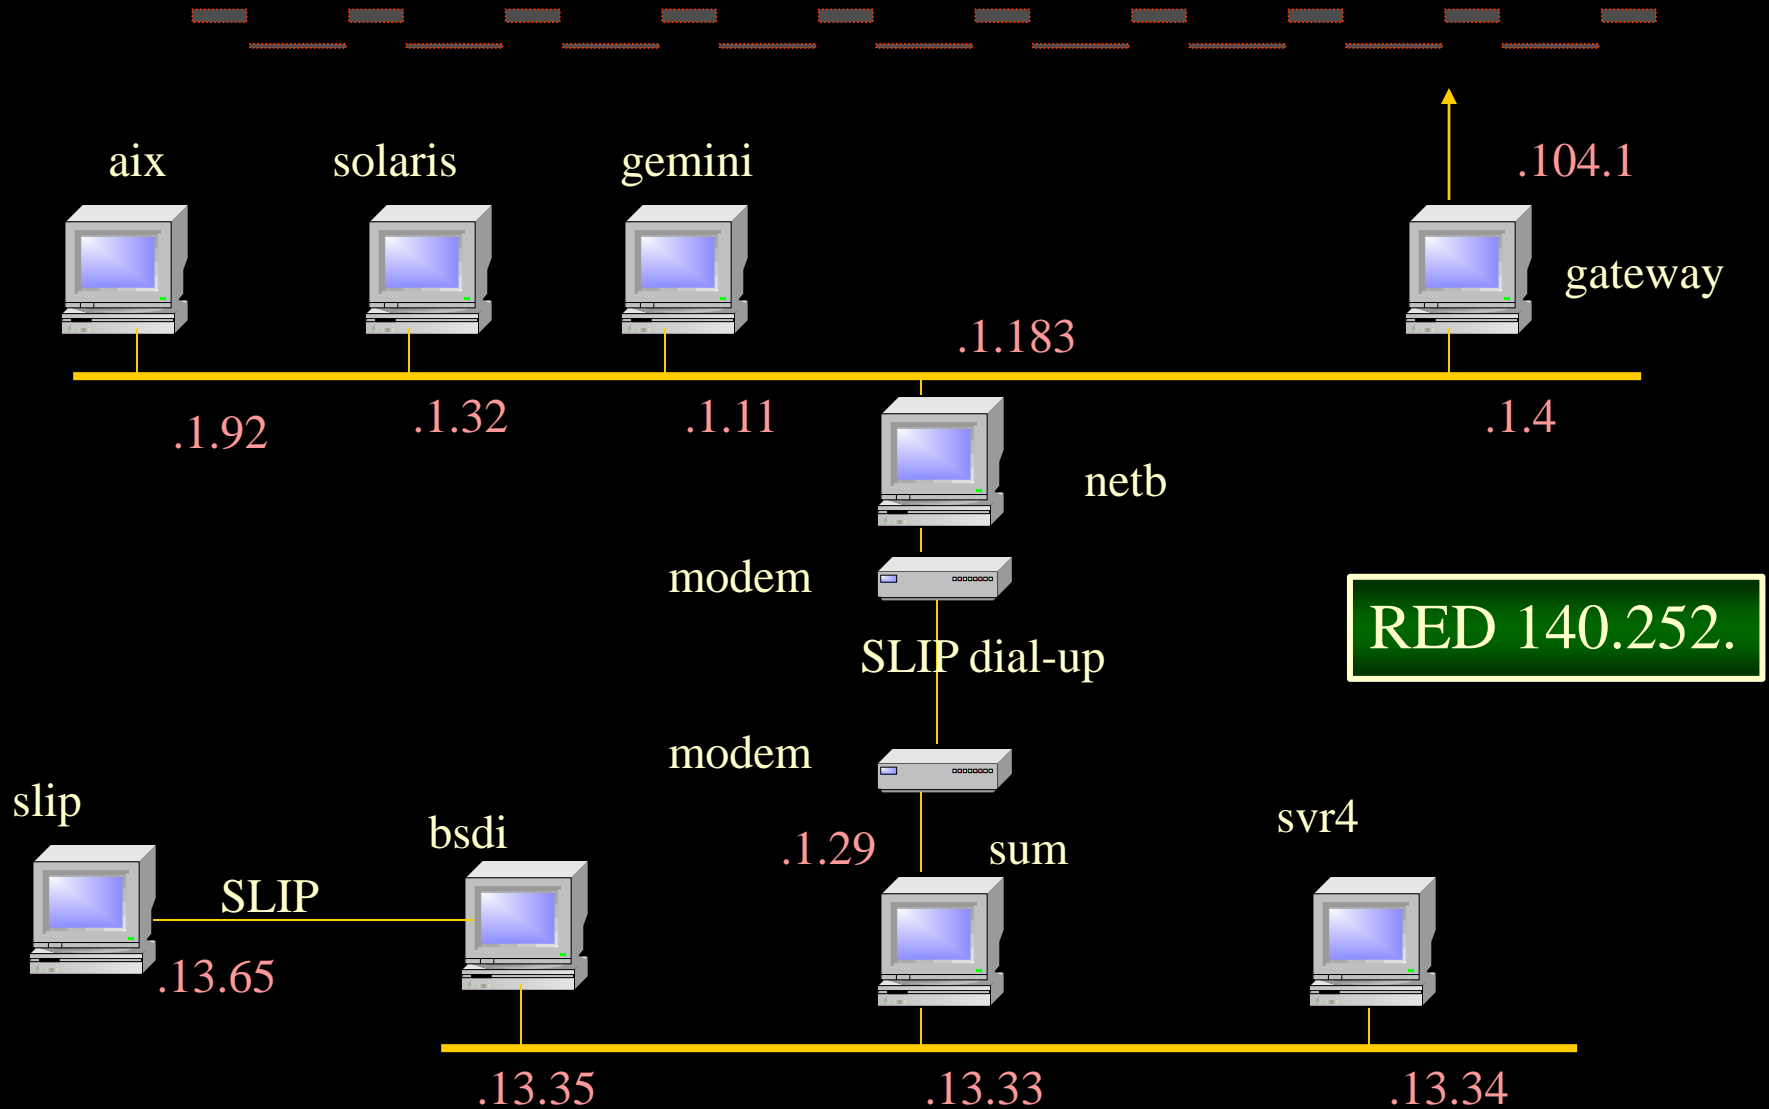 aix
solaris
gemini
.104.1
gateway
.1.183
.1.92
.1.32
.1.11
.1.4
netb
modem
RED 140.252.
SLIP dial-up
modem
slip
bsdi
.1.29
sum
svr4
SLIP
.13.65
.13.35
.13.33
.13.34